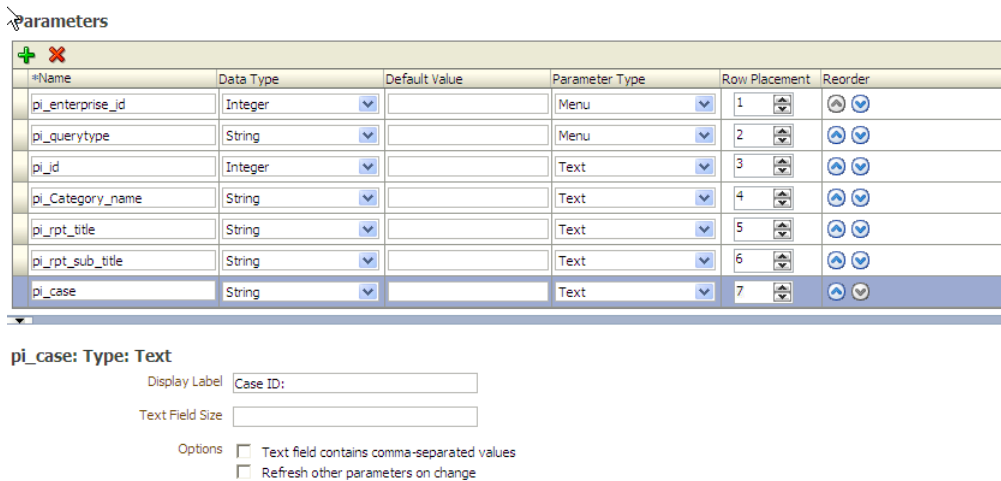 Parameters
*Name Data Type Default Value Parameter Type Row Placement Reorder
pi_enterprise_id Integer Menu 1
pi_querytype String Menu 2
pi_id Integer Text 3
pi_Category_name String Text 4
pi_rpt_title String Text 5
pi_rpt_sub_title String Text 6
pi_case String Text 7
pi_case: Type: Text
Display Label Case ID:
Text Field Size
Options Text field contains comma-separated values
Refresh other parameters on change